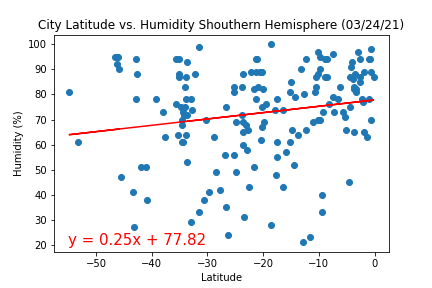 City Latitude vs. Humidity Shouthern Hemisphere (03/24/21)
100
90
80
70
60
50
40
30
20
Humidity (%)
y = 0.25x + 77.82
−50 −40 −30 −20 −10 0
Latitude